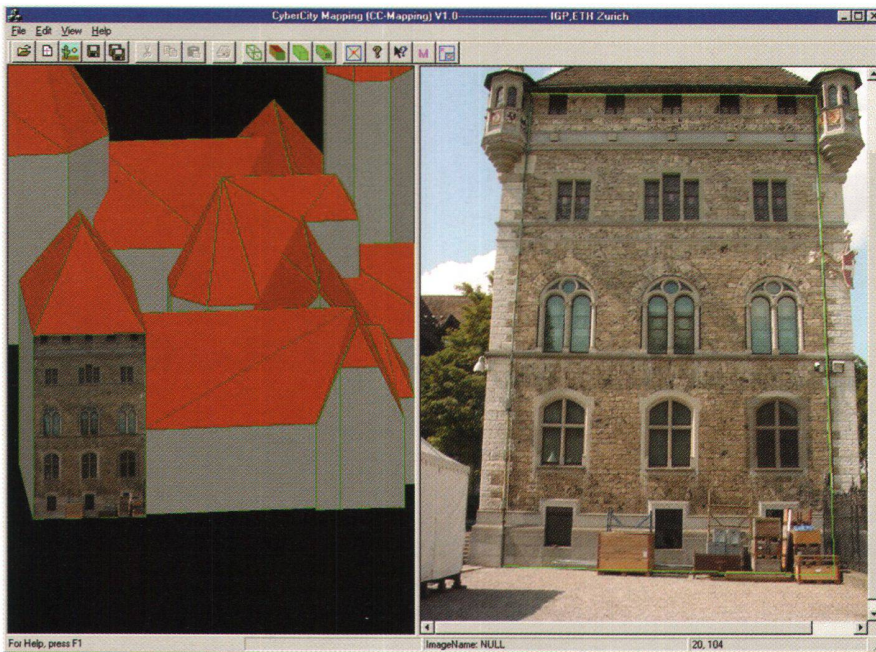 CyberCity Mapping (CC-Mapping) V1.0-------------------------- IGP,ETH Zurich
File Edit View Help
M
For Help, press F1
ImageName: NULL
20, 104